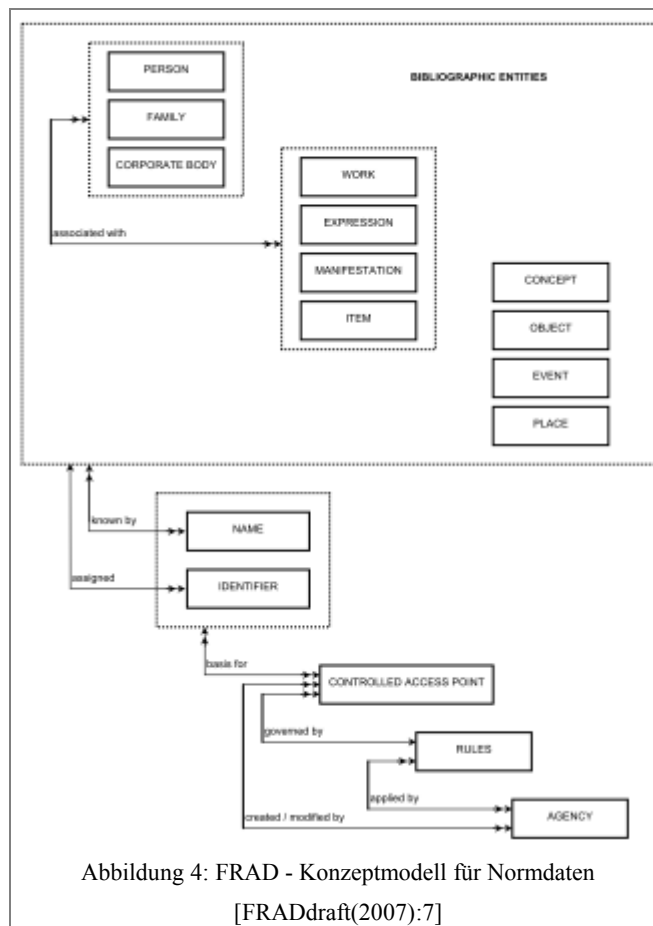 PERSON
BIBLIOGRAPHIC ENTITIES
FAMILY
CORPORATE BODY
WORK
associated with
EXPRESSION
MANIFESTATION
CONCEPT
ITEM
OBJECT
EVENT
PLACE
known by
NAME
assigned
IDENTIFIER
basis for
CONTROLLED ACCESS POINT
governed by
RULES
applied by
created / modified by
AGENCY
Abbildung 4: FRAD - Konzeptmodell für Normdaten
[FRADdraft(2007):7]